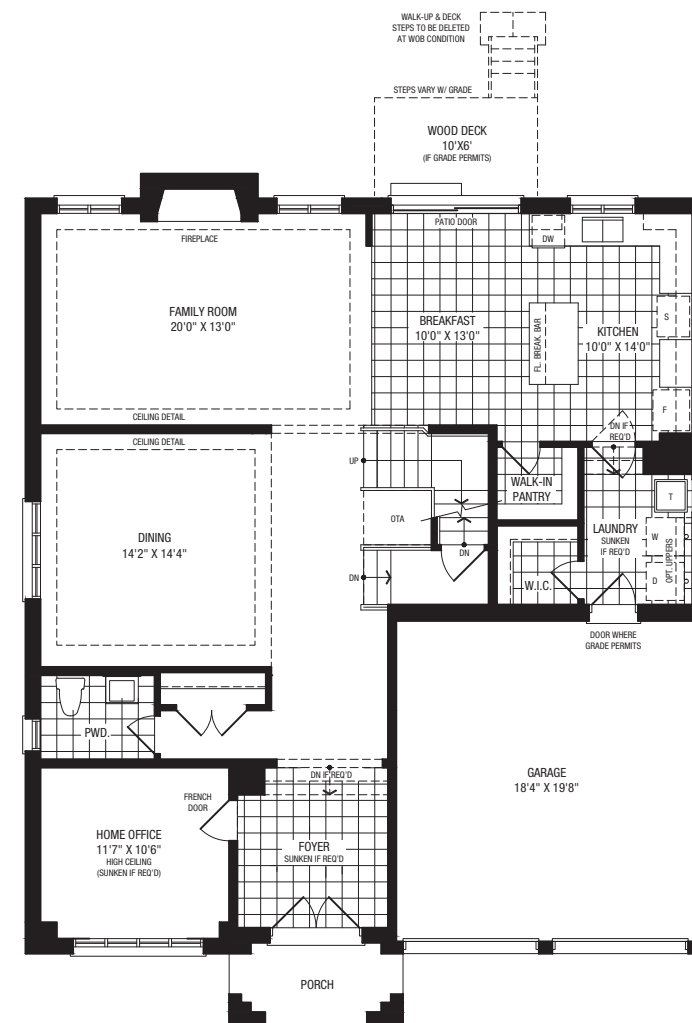 WALK-UP & DECK
STEPS TO BE DELETED
AT WOB CONDITION
STEPS VARY W/ GRADE
WOOD DECK
10'X6'
(IF GRADE PERMITS)
PATIO DOOR
DW
FIREPLACE
FAMILY ROOM
20'0" X 13'0"
BREAKFAST
10'0" X 13'0"
FL. BREAK. BAR
KITCHEN
10'0" X 14'0"
S
F
CEILING DETAIL
CEILING DETAIL
DN IF
REQ'D
UP
WALK-IN
PANTRY
T
OTA
DINING
14'2" X 14'4"
LAUNDRY
SUNKEN
IF REQ'D
W
OPT. UPPERS
DN
DN
W.I.C.
D
DOOR WHERE
GRADE PERMITS
PWD.
DN IF REQ'D
GARAGE
18'4" X 19'8"
FRENCH
DOOR
HOME OFFICE
11'7" X 10'6"
HIGH CEILING
(SUNKEN IF REQ'D)
FOYER
SUNKEN IF REQ'D
PORCH